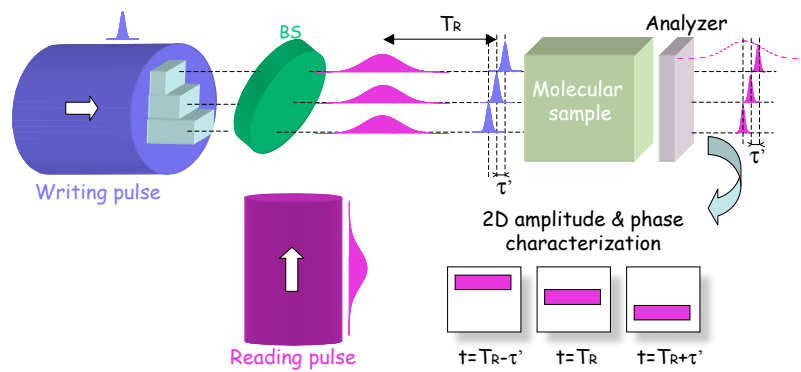 BS
TR
Analyzer
Molecular
sample
τ'
τ'
Writing pulse
2D amplitude & phase
characterization
Reading pulse
t=TR-τ'
t=TR
t=TR+τ'